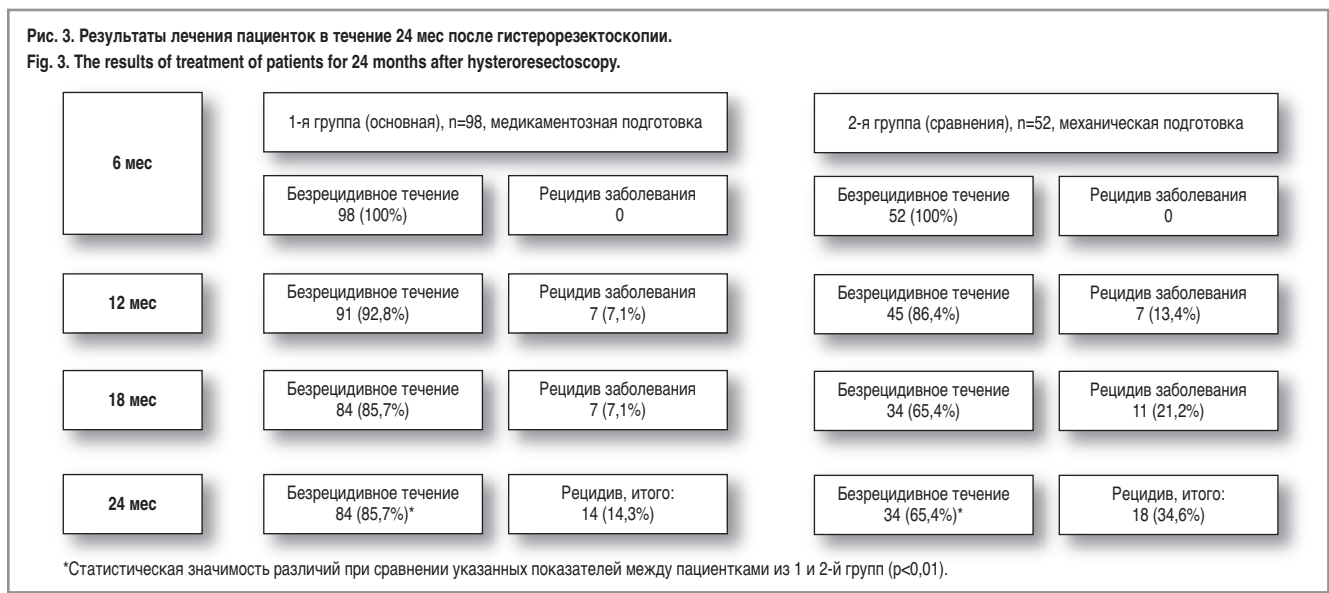 Рис. 3. Результаты лечения пациенток в течение 24 мес после гистерорезектоскопии.
Fig. 3. The results of treatment of patients for 24 months after hysteroresectoscopy.
6 мес
1-я группа (основная), n=98, медикаментозная подготовка
2-я группа (сравнения), n=52, механическая подготовка
Безрецидивное течение
98 (100%)
Рецидив заболевания
0
Безрецидивное течение
52 (100%)
Рецидив заболевания
0
12 мес
Безрецидивное течение
91 (92,8%)
Рецидив заболевания
7 (7,1%)
Безрецидивное течение
45 (86,4%)
Рецидив заболевания
7 (13,4%)
18 мес
Безрецидивное течение
84 (85,7%)
Рецидив заболевания
7 (7,1%)
Безрецидивное течение
34 (65,4%)
Рецидив заболевания
11 (21,2%)
24 мес
Безрецидивное течение
84 (85,7%)*
Рецидив, итого:
14 (14,3%)
Безрецидивное течение
34 (65,4%)*
Рецидив, итого:
18 (34,6%)
*Статистическая значимость различий при сравнении указанных показателей между пациентками из 1 и 2-й групп (p<0,01).